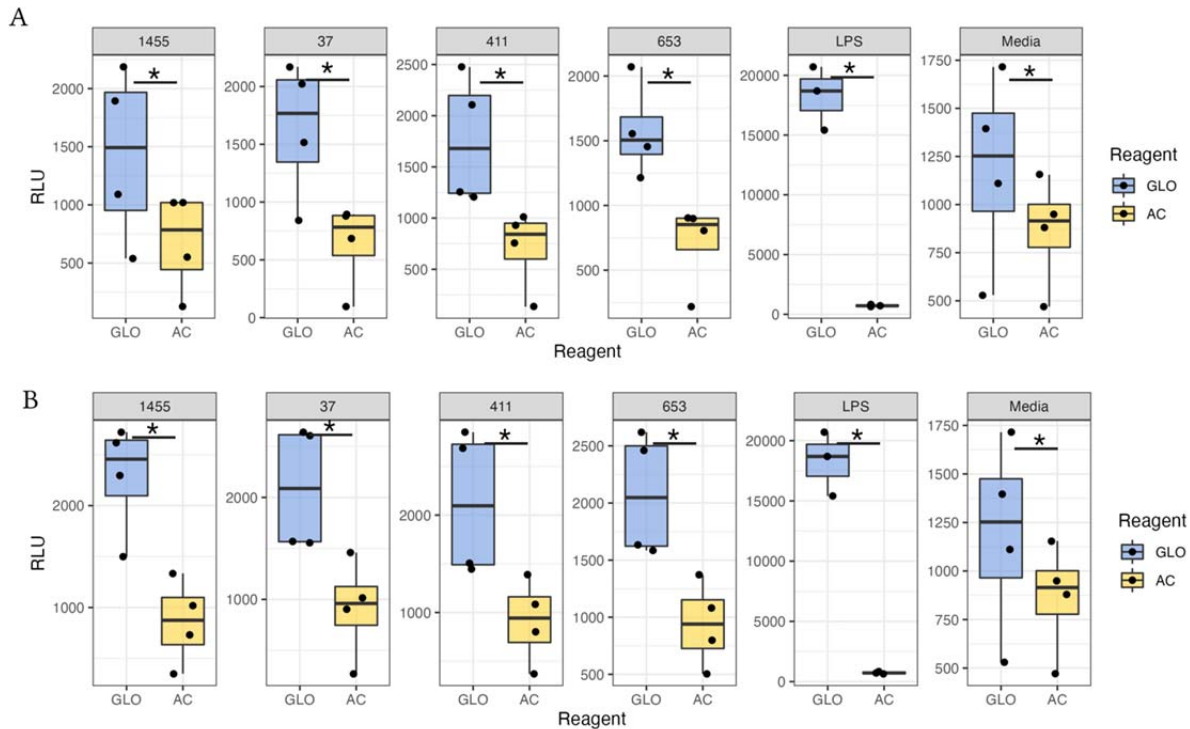 A
1455 37 411 653 LPS Media
RLU
2000 1500 1000 500
2000 1500 1000 500 0
2500 2000 1500 1000 500
2000 1500 1000 500
20000 15000 10000 5000 0
1750 1500 1250 1000 750 500
* * * * * *
GLO AC GLO AC GLO AC GLO AC GLO AC GLO AC
Reagent
Reagent
GLO
AC
B
1455 37 411 653 LPS Media
RLU
2000 1000
2000 1000
2000 1000
2500 2000 1500 1000 500
20000 15000 10000 5000 0
1750 1500 1250 1000 750 500
* * * * * *
GLO AC GLO AC GLO AC GLO AC GLO AC GLO AC
Reagent
Reagent
GLO
AC